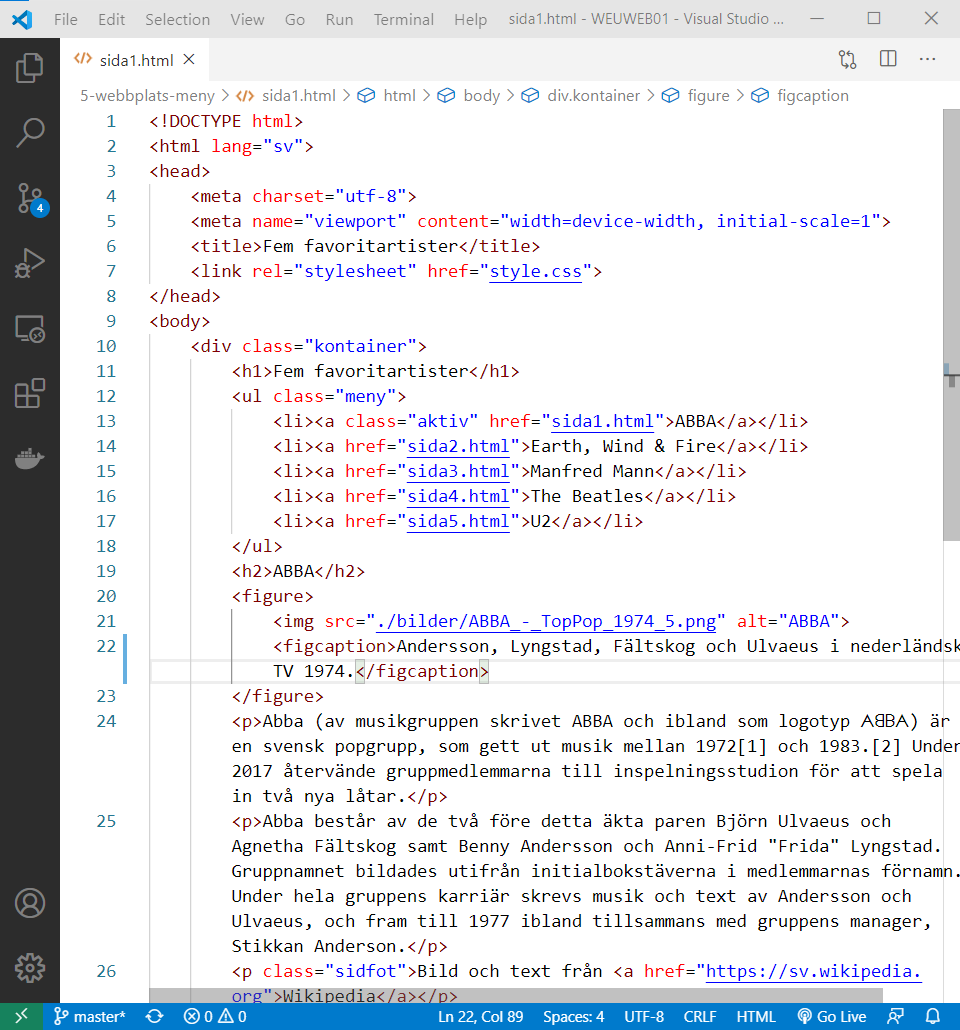 File Edit Selection View Go Run Terminal Help sida1.html - WEUWEB01 - Visual Studio ...
sida1.html
5-webbplats-meny > sida1.html > html > body > div.kontainer > figure > figcaption
1 <!DOCTYPE html>
2 <html lang="sv">
3 <head>
4 <meta charset="utf-8">
5 <meta name="viewport" content="width=device-width, initial-scale=1">
6 <title>Fem favoritartister</title>
7 <link rel="stylesheet" href="style.css">
8 </head>
9 <body>
10 <div class="kontainer">
11 <h1>Fem favoritartister</h1>
12 <ul class="meny">
13 <li><a class="aktiv" href="sida1.html">ABBA</a></li>
14 <li><a href="sida2.html">Earth, Wind & Fire</a></li>
15 <li><a href="sida3.html">Manfred Mann</a></li>
16 <li><a href="sida4.html">The Beatles</a></li>
17 <li><a href="sida5.html">U2</a></li>
18 </ul>
19 <h2>ABBA</h2>
20 <figure>
21 <img src="./bilder/ABBA_-_TopPop_1974_5.png" alt="ABBA">
22 <figcaption>Andersson, Lyngstad, Fältskog och Ulvaeus i nederländsk
TV 1974.</figcaption>
23 </figure>
24 <p>Abba (av musikgruppen skrivet ABBA och ibland som logotyp AᗺBA) är
en svensk popgrupp, som gett ut musik mellan 1972[1] och 1983.[2] Under
2017 återvände gruppmedlemmarna till inspelningsstudion för att spela
in två nya låtar.</p>
25 <p>Abba består av de två före detta äkta paren Björn Ulvaeus och
Agnetha Fältskog samt Benny Andersson och Anni-Frid "Frida" Lyngstad.
Gruppnamnet bildades utifrån initialbokstäverna i medlemmarnas förnamn.
Under hela gruppens karriär skrevs musik och text av Andersson och
Ulvaeus, och fram till 1977 ibland tillsammans med gruppens manager,
Stikkan Anderson.</p>
26 <p class="sidfot">Bild och text från <a href="https://sv.wikipedia.
org">Wikipedia</a></p>
4
master* 0 0 Ln 22, Col 89 Spaces: 4 UTF-8 CRLF HTML Go Live